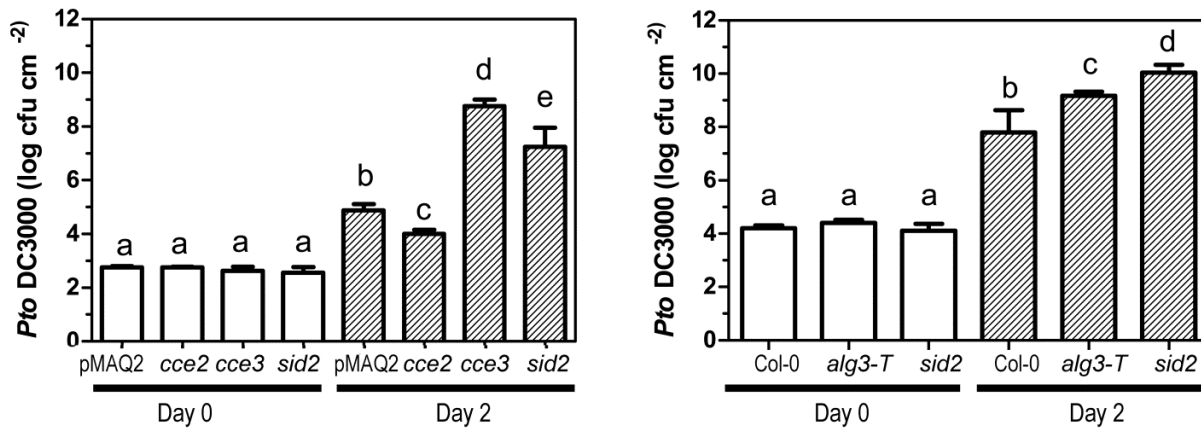 Pto DC3000 (log cfu cm -2)
12
10
8
6
4
2
0
a a a a b c d e
pMAQ2 cce2 cce3 sid2 pMAQ2 cce2 cce3 sid2
Day 0 Day 2
Pto DC3000 (log cfu cm -2)
12
10
8
6
4
2
0
a a a b c d
Col-0 alg3-T sid2 Col-0 alg3-T sid2
Day 0 Day 2